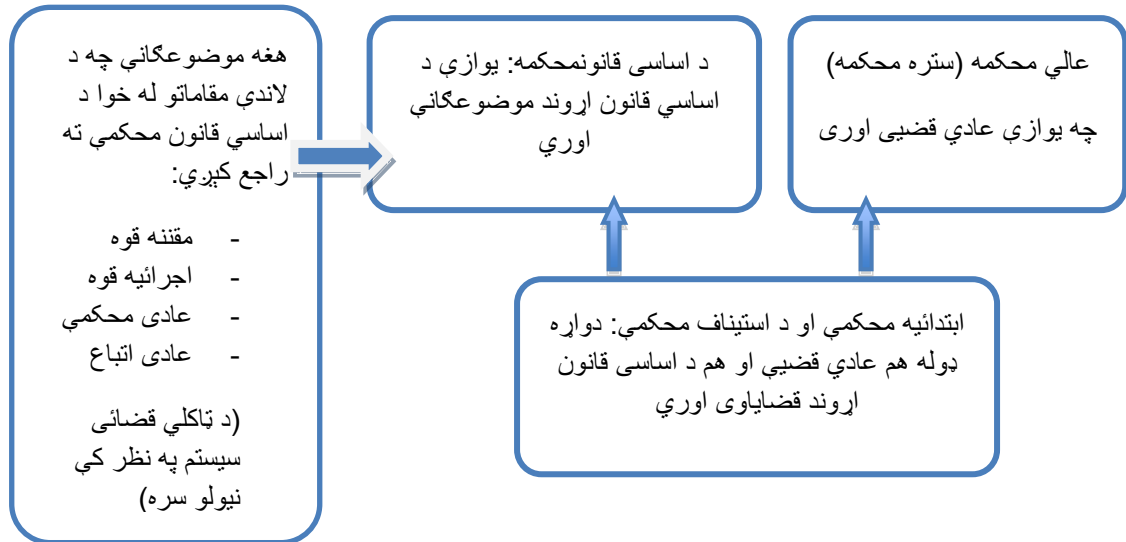 عالي محکمه (ستره محکمه)
چه یوازې عادي قضیی اوری
د اساسی قانونمحکمه: یوازې د
اساسي قانون اړوند موضوعګانې
اوري
هغه موضوعګانې چه د
لاندې مقاماتو له خوا د
اساسي قانون محکمې ته
راجع کېږي:
- مقننه قوه
- اجرائیه قوه
- عادی محکمې
- عادی اتباع
(د ټاکلي قضائی
سیستم په نظر کې
نیولو سره)
ابتدائیه محکمې او د استیناف محکمې: دواړه
ډوله هم عادي قضیې او هم د اساسی قانون
اړوند قضایاوی اوري